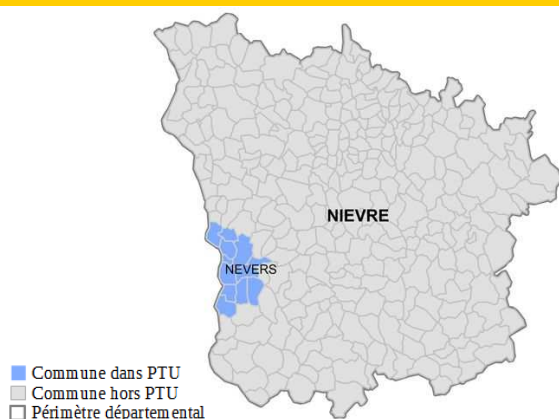 NIEVRE
NEVERS
Commune dans PTU
Commune hors PTU
Périmètre départemental